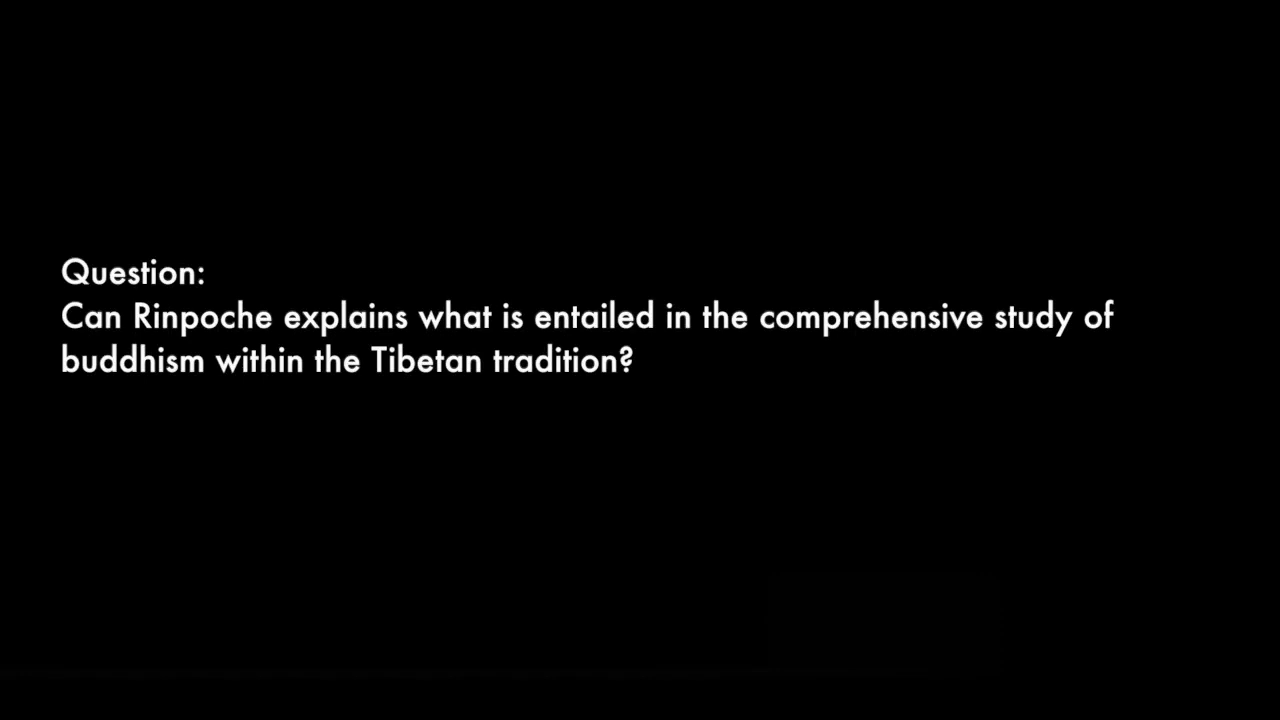 Question:
Can Rinpoche explains what is entailed in the comprehensive study of
buddhism within the Tibetan tradition?